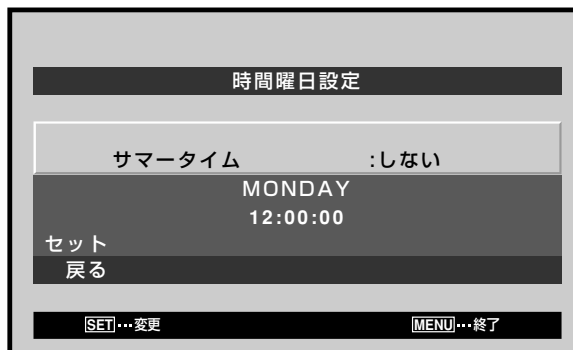 時間曜日設定
サマータイム :しない
MONDAY
12:00:00
セット
戻る
SET…変更 MENU…終了